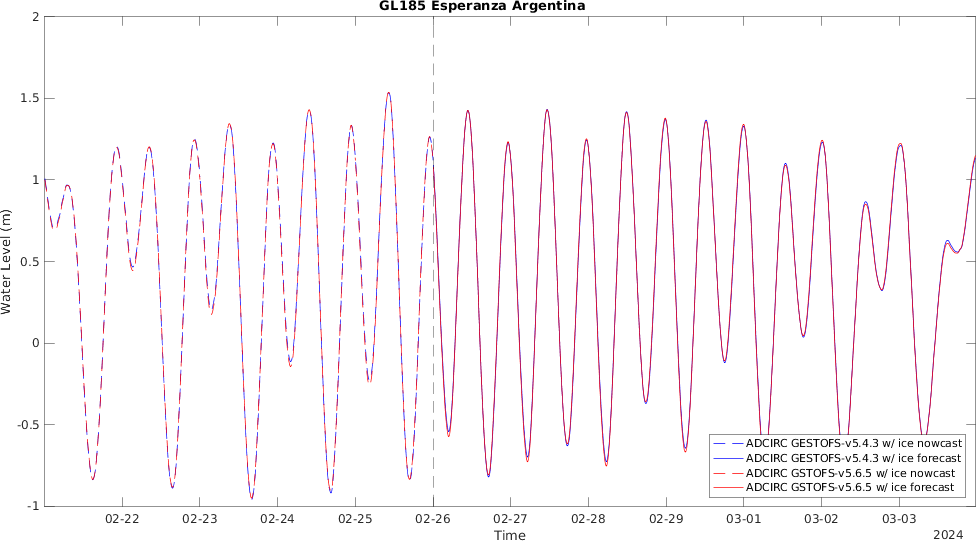 GL185 Esperanza Argentina
2
1.5
1
0.5
0
-0.5
-1
Water Level (m)
ADCIRC GESTOFS-v5.4.3 w/ ice nowcast
ADCIRC GESTOFS-v5.4.3 w/ ice forecast
ADCIRC GSTOFS-v5.6.5 w/ ice nowcast
ADCIRC GSTOFS-v5.6.5 w/ ice forecast
02-22 02-23 02-24 02-25 02-26 02-27 02-28 02-29 03-01 03-02 03-03
Time
2024